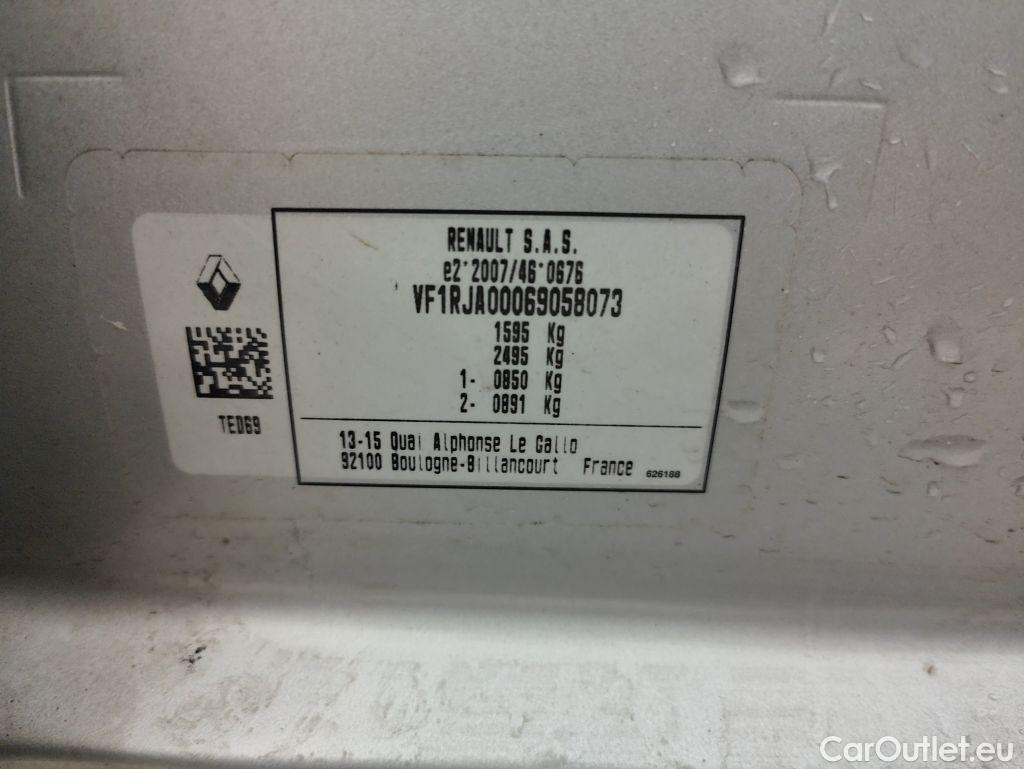 RENAULT S.A.S.
e2*2007/46*0676
VF1RJA00069058073
1595 Kg
2495 Kg
1- 0850 Kg
2- 0891 Kg
TED69
13-15 Quai Alphonse Le Gallo
92100 Boulogne-Billancourt France
626188
CarOutlet.eu